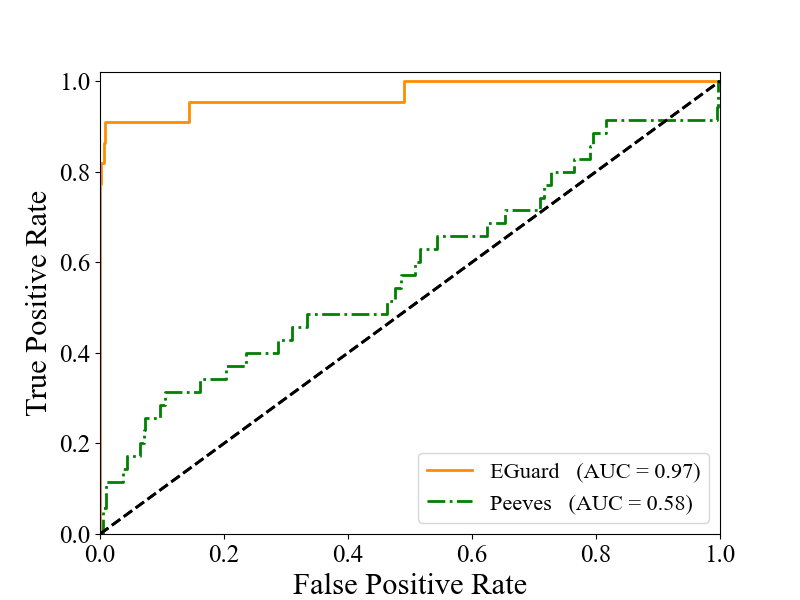 1.0
0.8
0.6
0.4
0.2
0.0
True Positive Rate
EGuard (AUC = 0.97)
Peeves (AUC = 0.58)
0.0 0.2 0.4 0.6 0.8 1.0
False Positive Rate